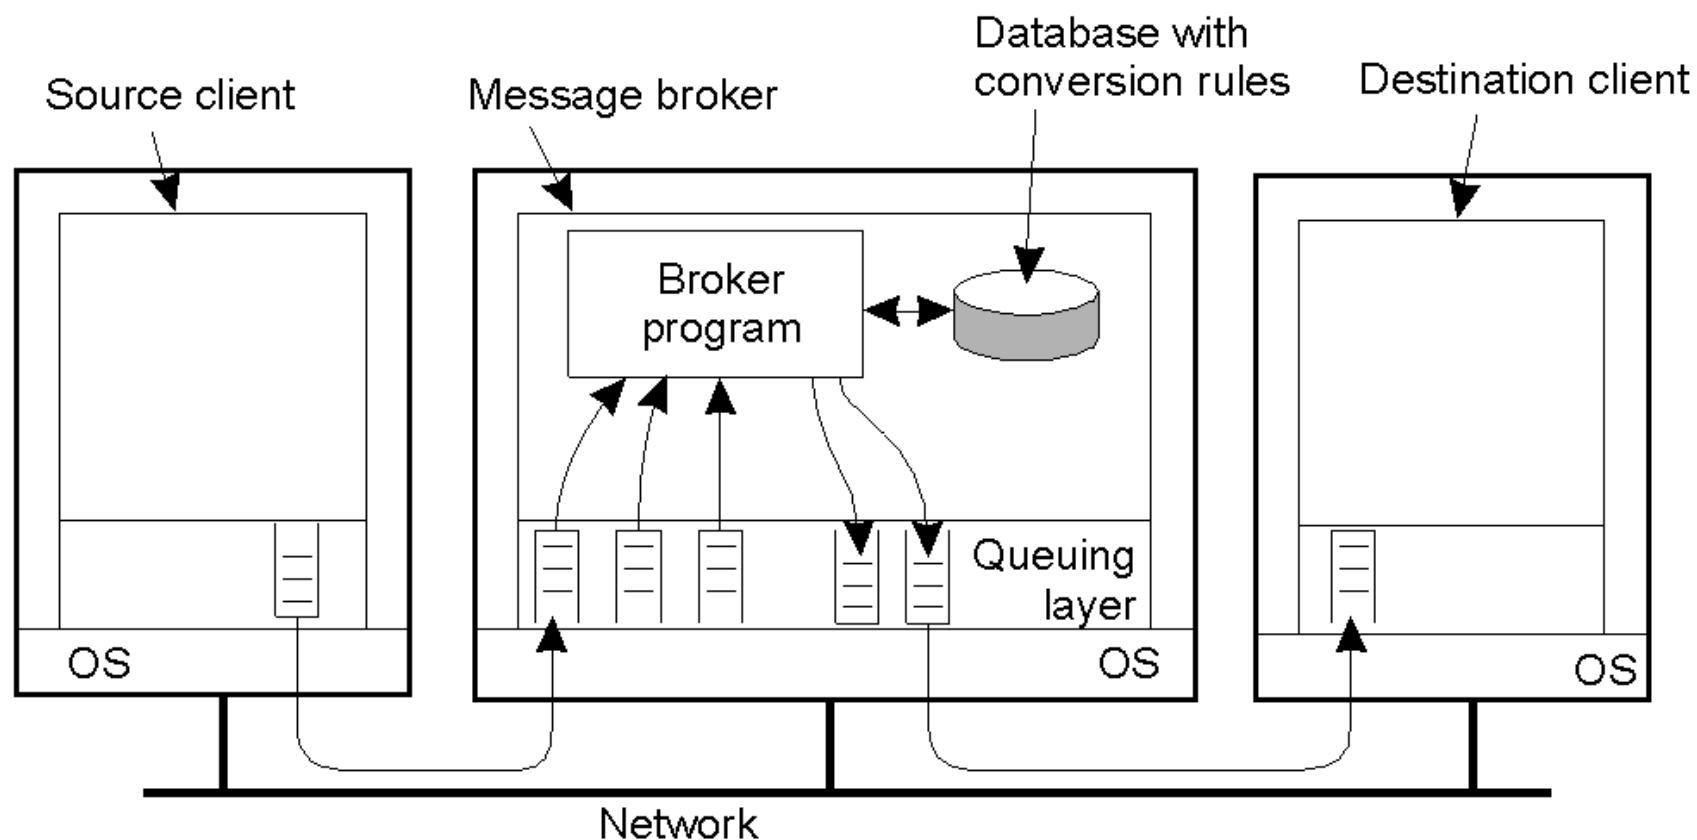 Source client
Message broker
Database with
conversion rules
Destination client
Broker
program
Queuing
layer
OS
OS
OS
Network